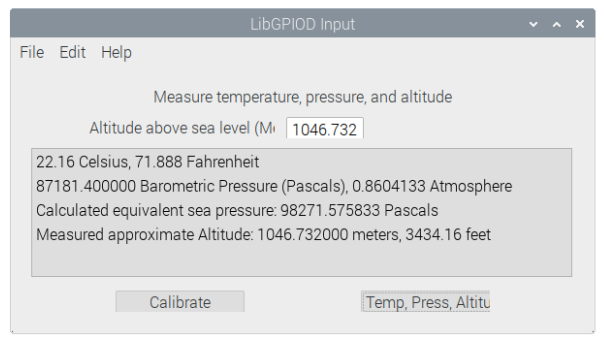 LibGPIOD Input
File Edit Help
Measure temperature, pressure, and altitude
Altitude above sea level (Me 1046.732
22.16 Celsius, 71.888 Fahrenheit
87181.400000 Barometric Pressure (Pascals), 0.8604133 Atmosphere
Calculated equivalent sea pressure: 98271.575833 Pascals
Measured approximate Altitude: 1046.732000 meters, 3434.16 feet
Calibrate Temp, Press, Altitu